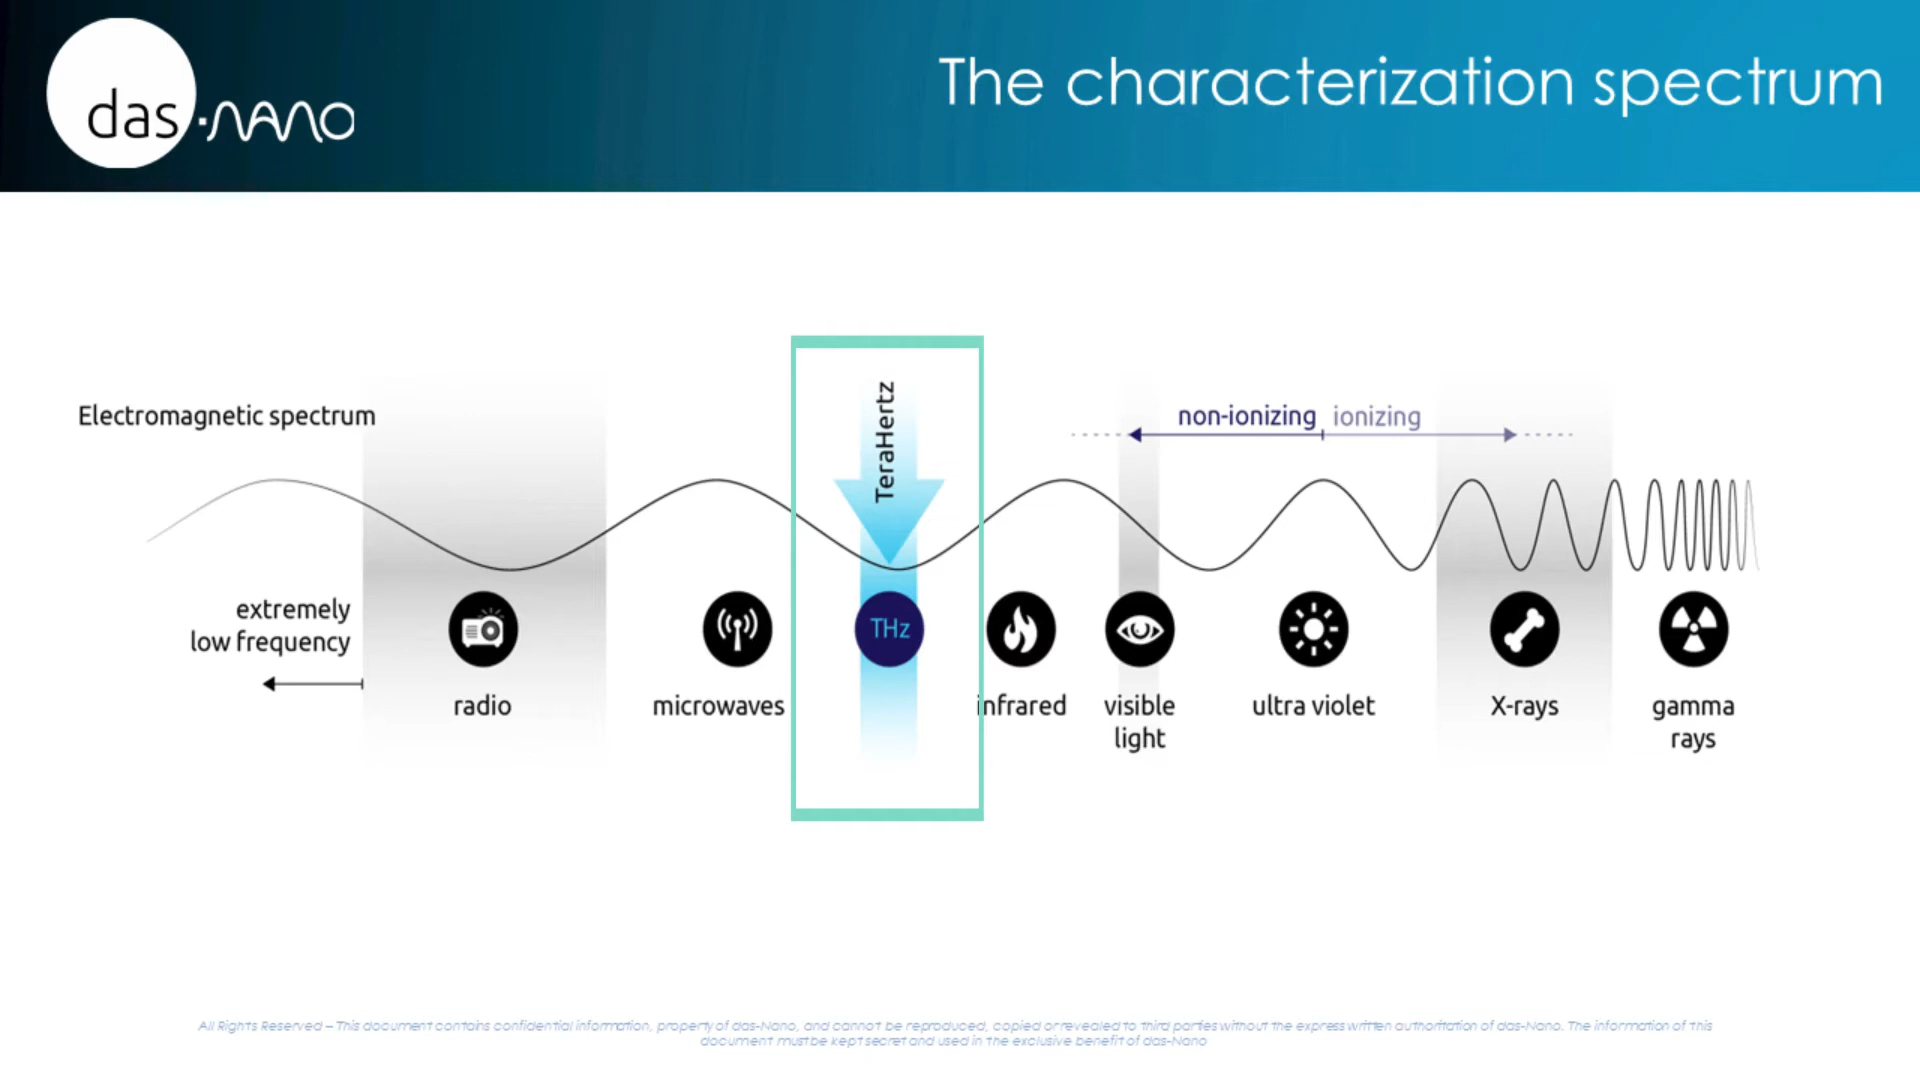 das·NANO
The characterization spectrum
Electromagnetic spectrum
TeraHertz
non-ionizing ionizing
extremely
low frequency
THz
radio
microwaves
infrared
visible
light
ultra violet
X-rays
gamma
rays
All Rights Reserved – This document contains confidential information, property of das-Nano, and cannot be reproduced, copied or revealed to third parties without the express written authoritation of das-Nano. The information of this
document must be kept secret and used in the exclusive benefit of das-Nano